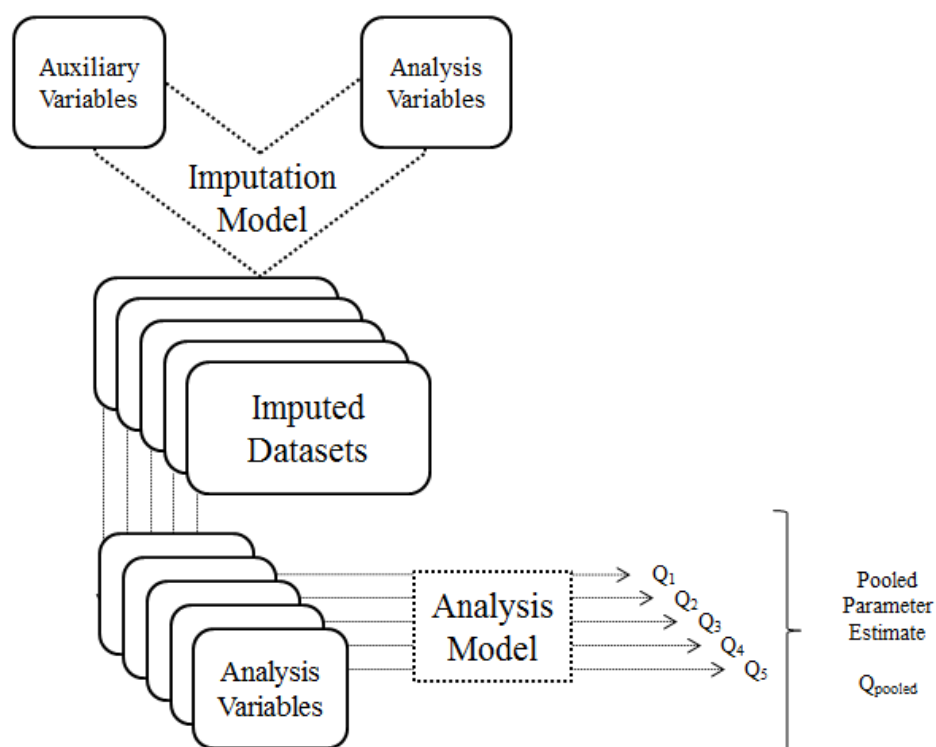 Auxiliary
Variables
Analysis
Variables
Imputation
Model
Imputed
Datasets
Analysis
Variables
Analysis
Model
Q₁
Q₂
Q₃
Q₄
Q₅
Pooled
Parameter
Estimate
Qpooled